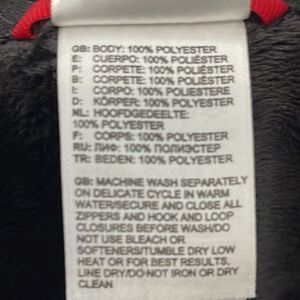 GB: BODY: 100% POLYESTER
E: CUERPO: 100% POLIÉSTER
P: CORPETE: 100% POLIÉSTER
B: CORPETE: 100% POLIÉSTER
I: CORPO: 100% POLIESTERE
D: KÖRPER: 100% POLYESTER
NL: HOOFDGEDEELTE:
100% POLYESTER
F: CORPS: 100% POLYESTER
RU: ЛИФ: 100% ПОЛИЭСТЕР
TR: BEDEN: 100% POLYESTER
GB: MACHINE WASH SEPARATELY
ON DELICATE CYCLE IN WARM
WATER/SECURE AND CLOSE ALL
ZIPPERS AND HOOK AND LOOP
CLOSURES BEFORE WASH/DO
NOT USE BLEACH OR
SOFTENERS/TUMBLE DRY LOW
HEAT OR FOR BEST RESULTS,
LINE DRY/DO NOT IRON OR DRY
CLEAN